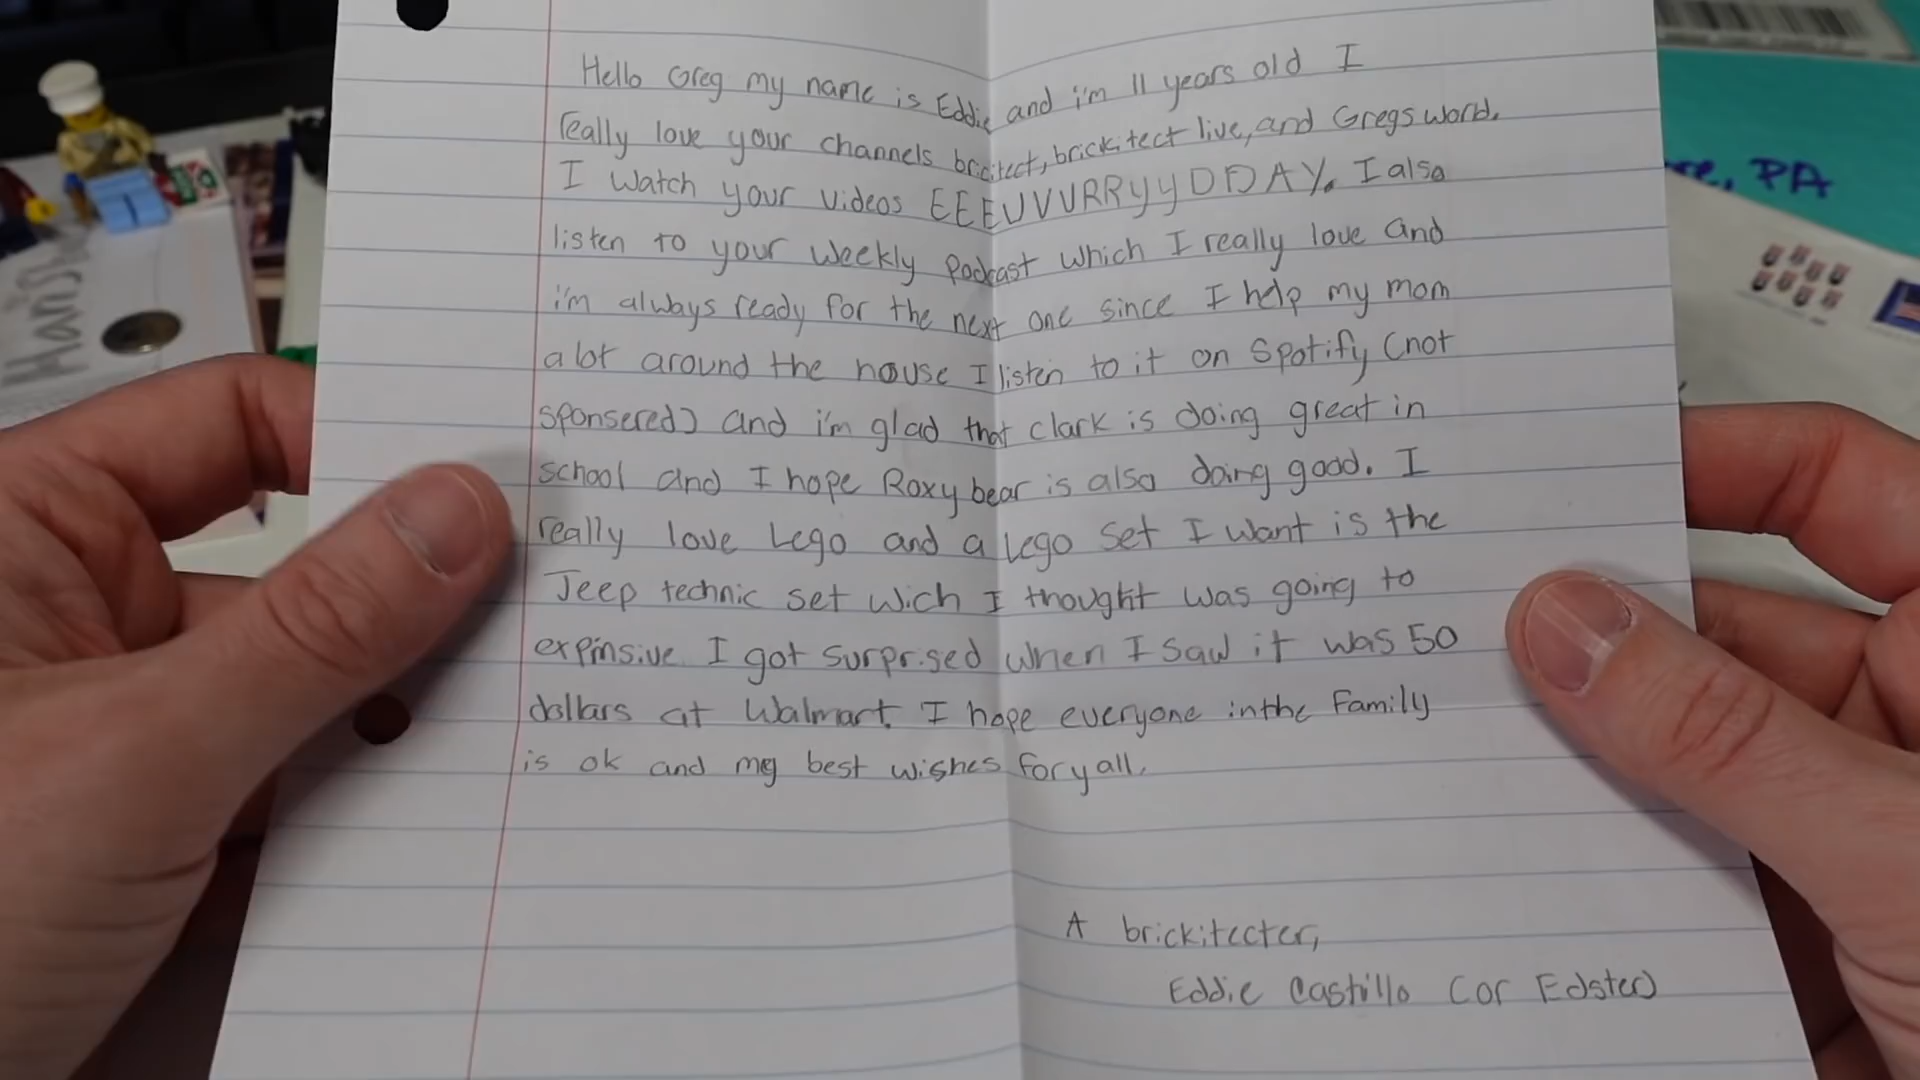 Hello Greg my name is Eddie and i'm 11 years old I
really love your channels bricitect, brickitect live, and Gregs world.
I watch your videos EEEVVVRRyyDDAY. I also
listen to your weekly podcast which I really love and
i'm always ready for the next one since I help my mom
a lot around the house I listen to it on Spotify (not
sponsered) and i'm glad that clark is doing great in
school and I hope Roxy bear is also doing good. I
really love Lego and a Lego set I want is the
Jeep technic set wich I thought was going to
expinsive I got surprised when I saw it was 50
dollars at Walmart. I hope everyone in the Family
is ok and my best wishes for y all.
A brickitecter,
Eddie Castillo (or Edster)
PA